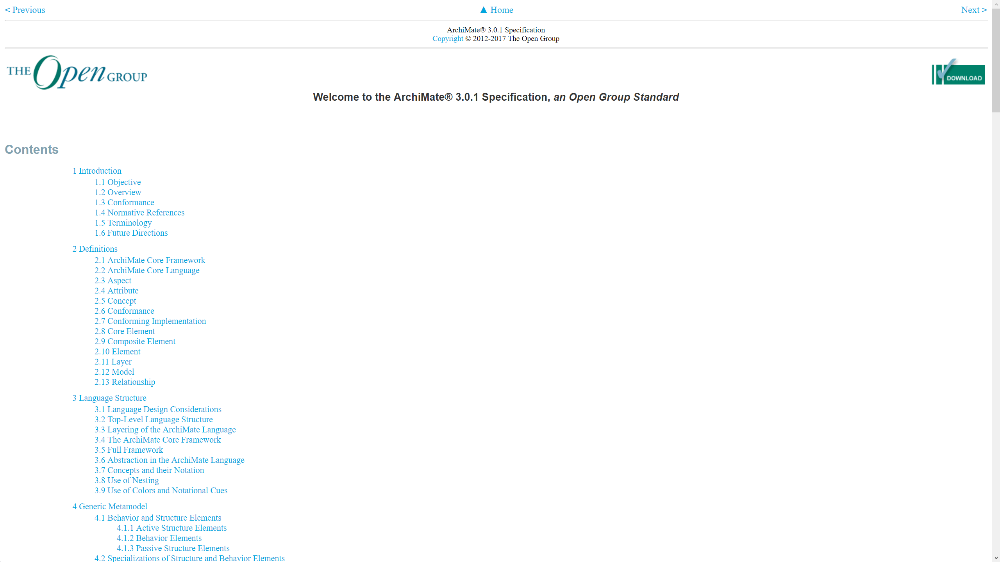 < Previous
▲ Home
Next >
ArchiMate® 3.0.1 Specification
Copyright © 2012-2017 The Open Group
THE Open GROUP
DOWNLOAD
Welcome to the ArchiMate® 3.0.1 Specification, an Open Group Standard
Contents
1 Introduction
1.1 Objective
1.2 Overview
1.3 Conformance
1.4 Normative References
1.5 Terminology
1.6 Future Directions
2 Definitions
2.1 ArchiMate Core Framework
2.2 ArchiMate Core Language
2.3 Aspect
2.4 Attribute
2.5 Concept
2.6 Conformance
2.7 Conforming Implementation
2.8 Core Element
2.9 Composite Element
2.10 Element
2.11 Layer
2.12 Model
2.13 Relationship
3 Language Structure
3.1 Language Design Considerations
3.2 Top-Level Language Structure
3.3 Layering of the ArchiMate Language
3.4 The ArchiMate Core Framework
3.5 Full Framework
3.6 Abstraction in the ArchiMate Language
3.7 Concepts and their Notation
3.8 Use of Nesting
3.9 Use of Colors and Notational Cues
4 Generic Metamodel
4.1 Behavior and Structure Elements
4.1.1 Active Structure Elements
4.1.2 Behavior Elements
4.1.3 Passive Structure Elements
4.2 Specializations of Structure and Behavior Elements